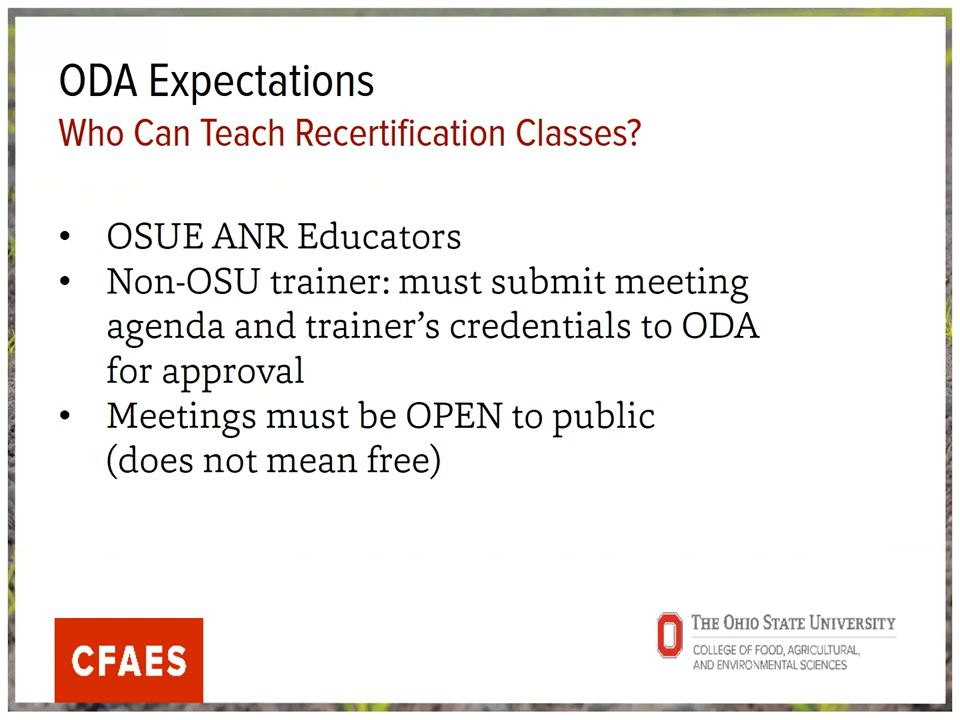 ODA Expectations
Who Can Teach Recertification Classes?
• OSUE ANR Educators
• Non-OSU trainer: must submit meeting
agenda and trainer’s credentials to ODA
for approval
• Meetings must be OPEN to public
(does not mean free)
CFAES
THE OHIO STATE UNIVERSITY
COLLEGE OF FOOD, AGRICULTURAL,
AND ENVIRONMENTAL SCIENCES